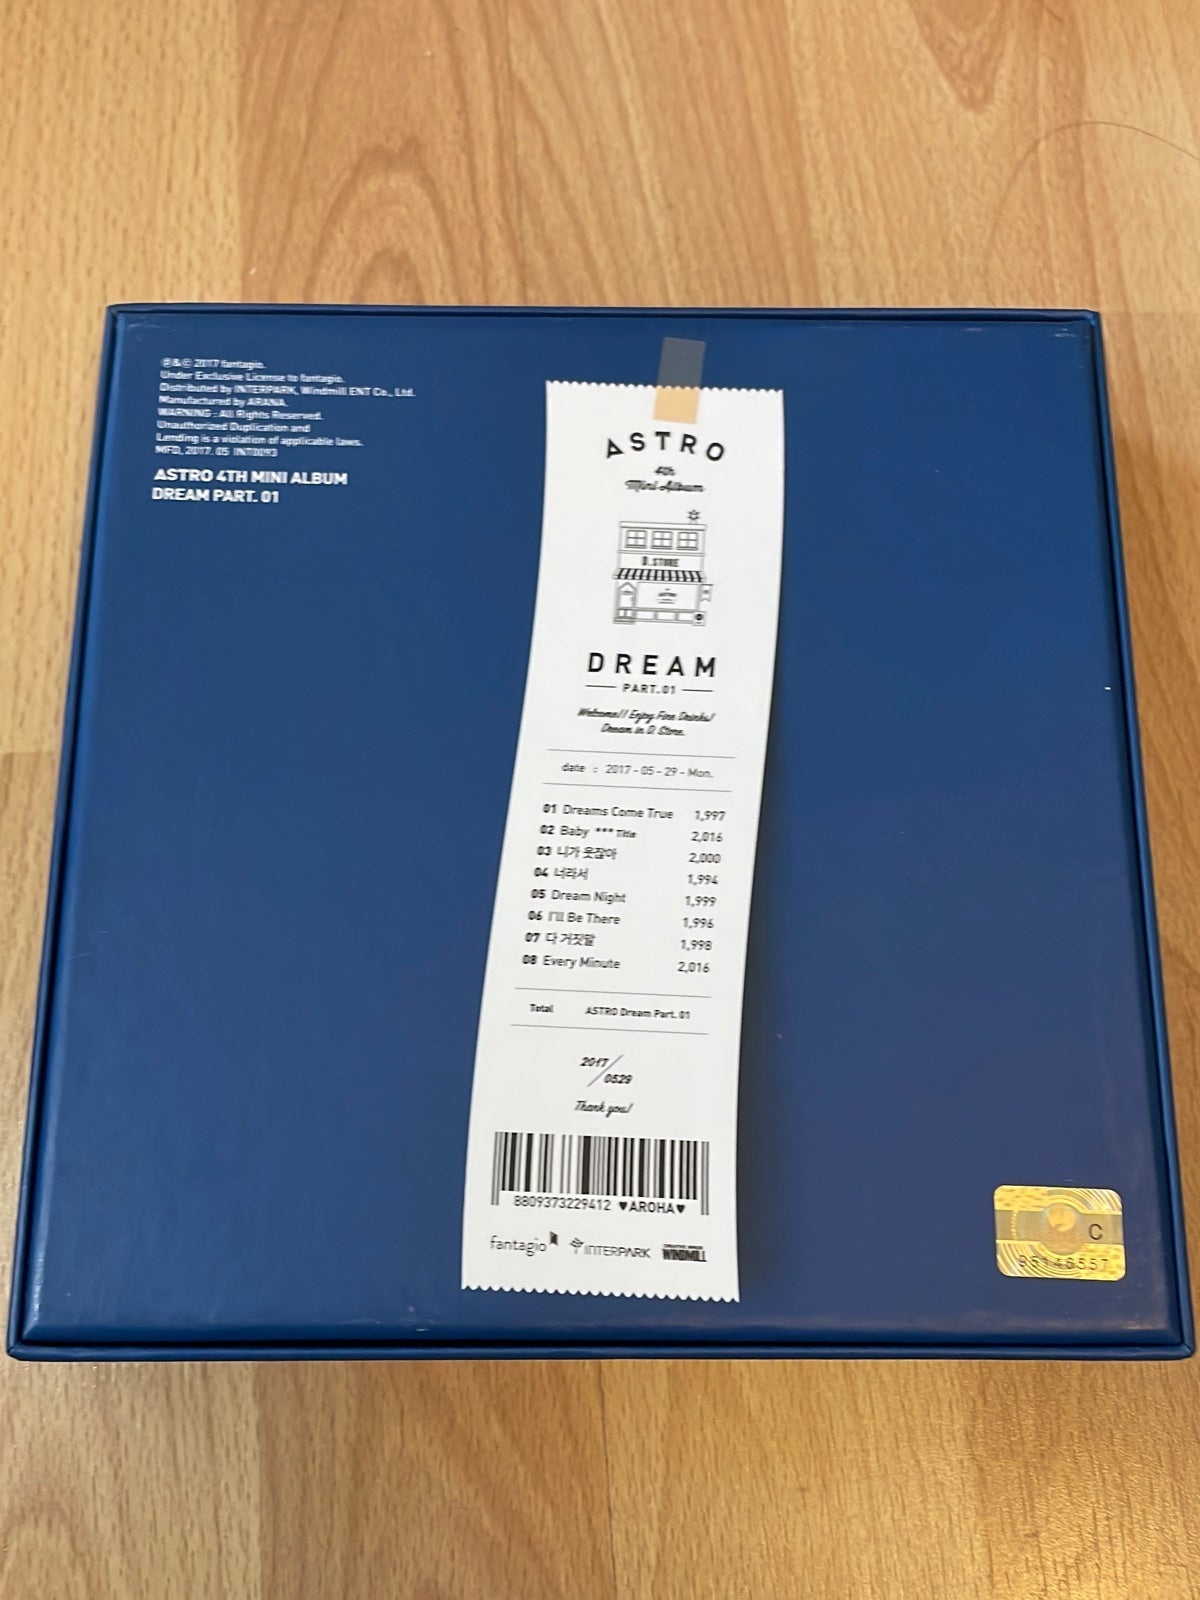 ℗&© 2017 fantagio.
Under Exclusive License to fantagio.
Distributed by INTERPARK, Windmill ENT Co., Ltd.
Manufactured by ARANA.
WARNING : All Rights Reserved.
Unauthorized Duplication and
Lending is a violation of applicable laws.
MFD, 2017. 05 INT0093
ASTRO 4TH MINI ALBUM
DREAM PART. 01
ASTRO
4th
Mini Album
D.STORE
DREAM
PART.01
Welcome!! Enjoy Fine Drinks!
Dream in D. Store.
date : 2017 - 05 - 29 - Mon.
01 Dreams Come True 1,997
02 Baby *** Title 2,016
03 니가 웃잖아 2,000
04 너라서 1,994
05 Dream Night 1,999
06 I'll Be There 1,996
07 다 거짓말 1,998
08 Every Minute 2,016
Total ASTRO Dream Part. 01
2017/0529
Thank you!
8809373229412 ♥AROHA♥
fantagio INTERPARK WINDMILL
C